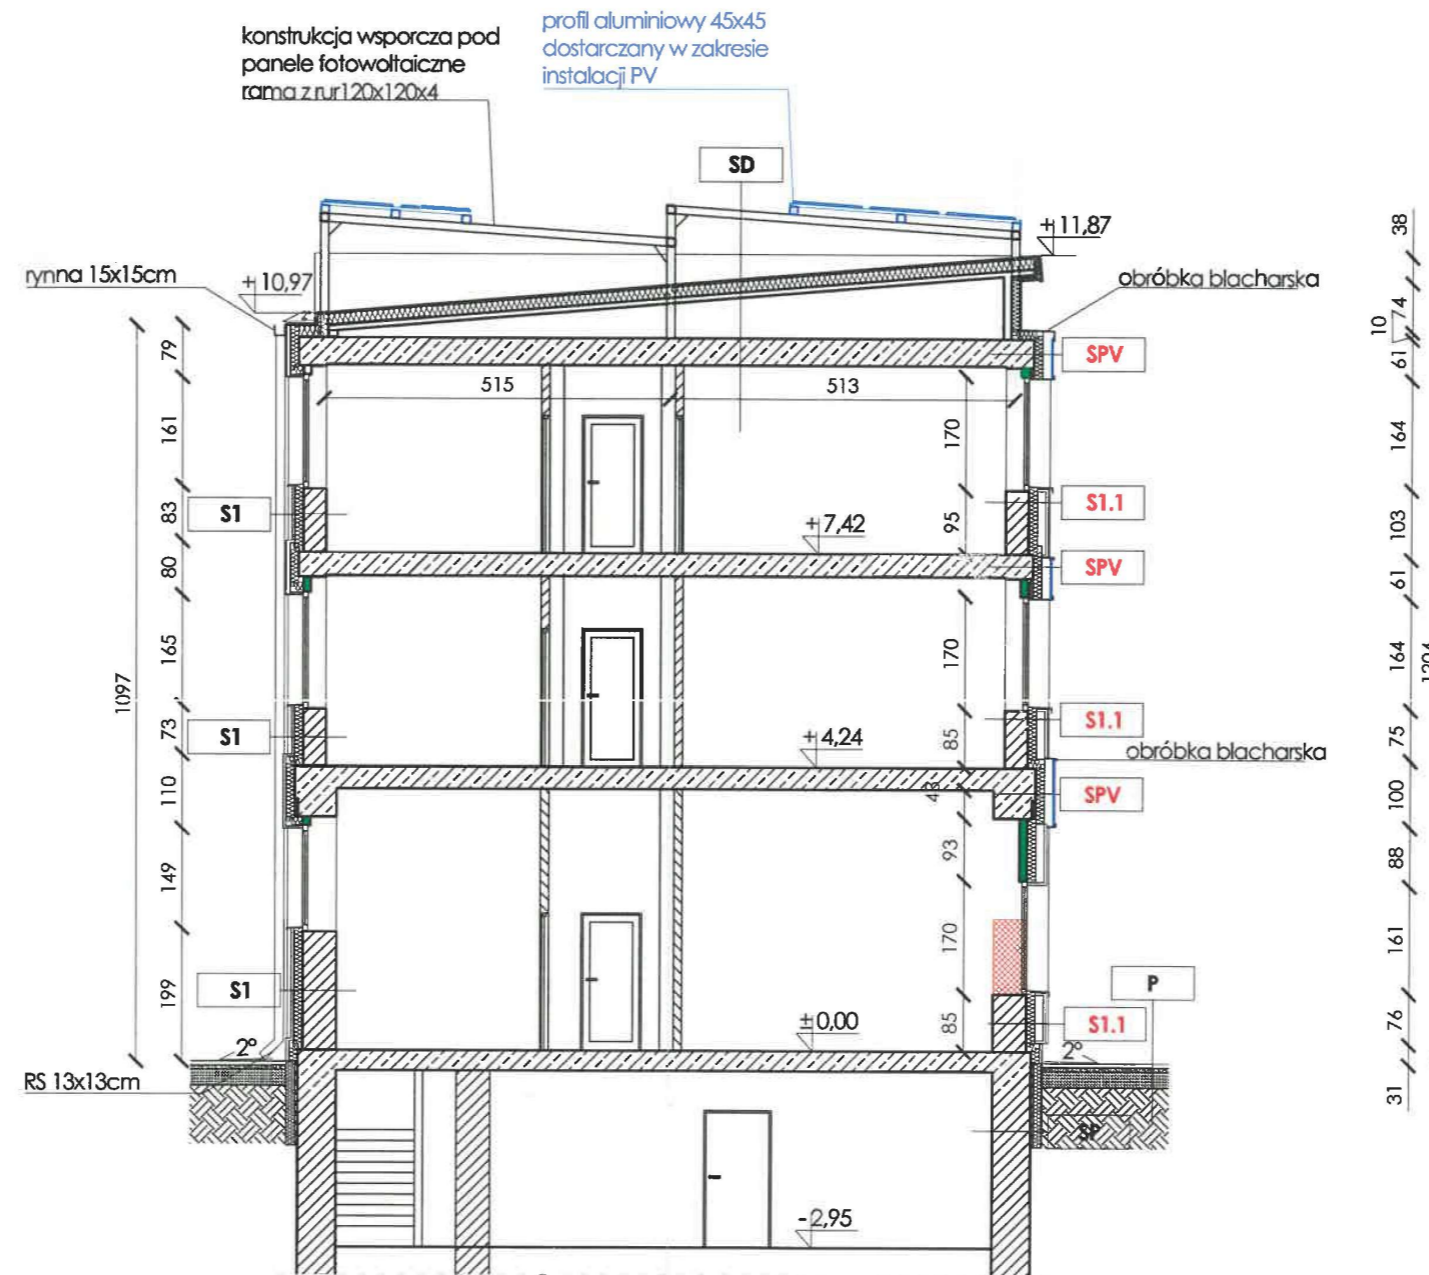 konstrukcja wsporcza pod
panele fotowoltaiczne
rama z rur120x120x4
profil aluminiowy 45x45
dostarczany w zakresie
instalacji PV
SD
+11,87
38
rynna 15x15cm
+10,97
obróbka blacharska
74
10
79
SPV
61
515
513
161
170
164
S1
83
S1.1
95
103
+7,42
80
SPV
61
165
170
164
1097
S1
73
S1.1
85
75
+4,24
obróbka blacharska
110
43
SPV
100
93
88
149
170
161
S1
199
P
±0,00
85
S1.1
76
2°
2°
RS 13x13cm
31
SP
-2,95